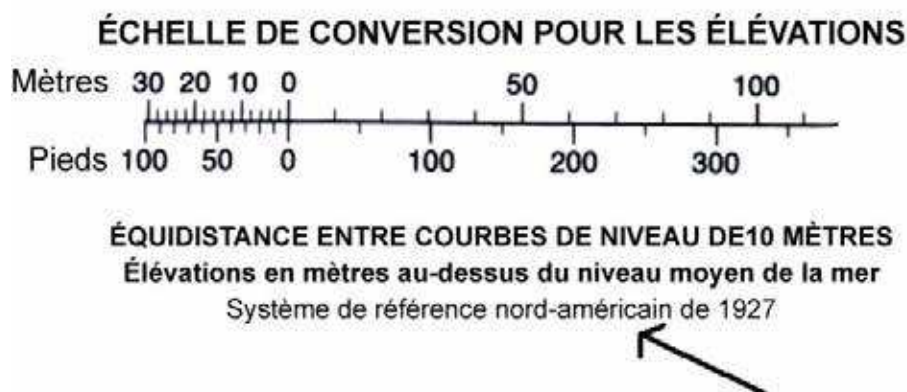 ÉCHELLE DE CONVERSION POUR LES ÉLÉVATIONS
Mètres 30 20 10 0 50 100
Pieds 100 50 0 100 200 300
ÉQUIDISTANCE ENTRE COURBES DE NIVEAU DE10 MÈTRES
Élévations en mètres au-dessus du niveau moyen de la mer
Système de référence nord-américain de 1927